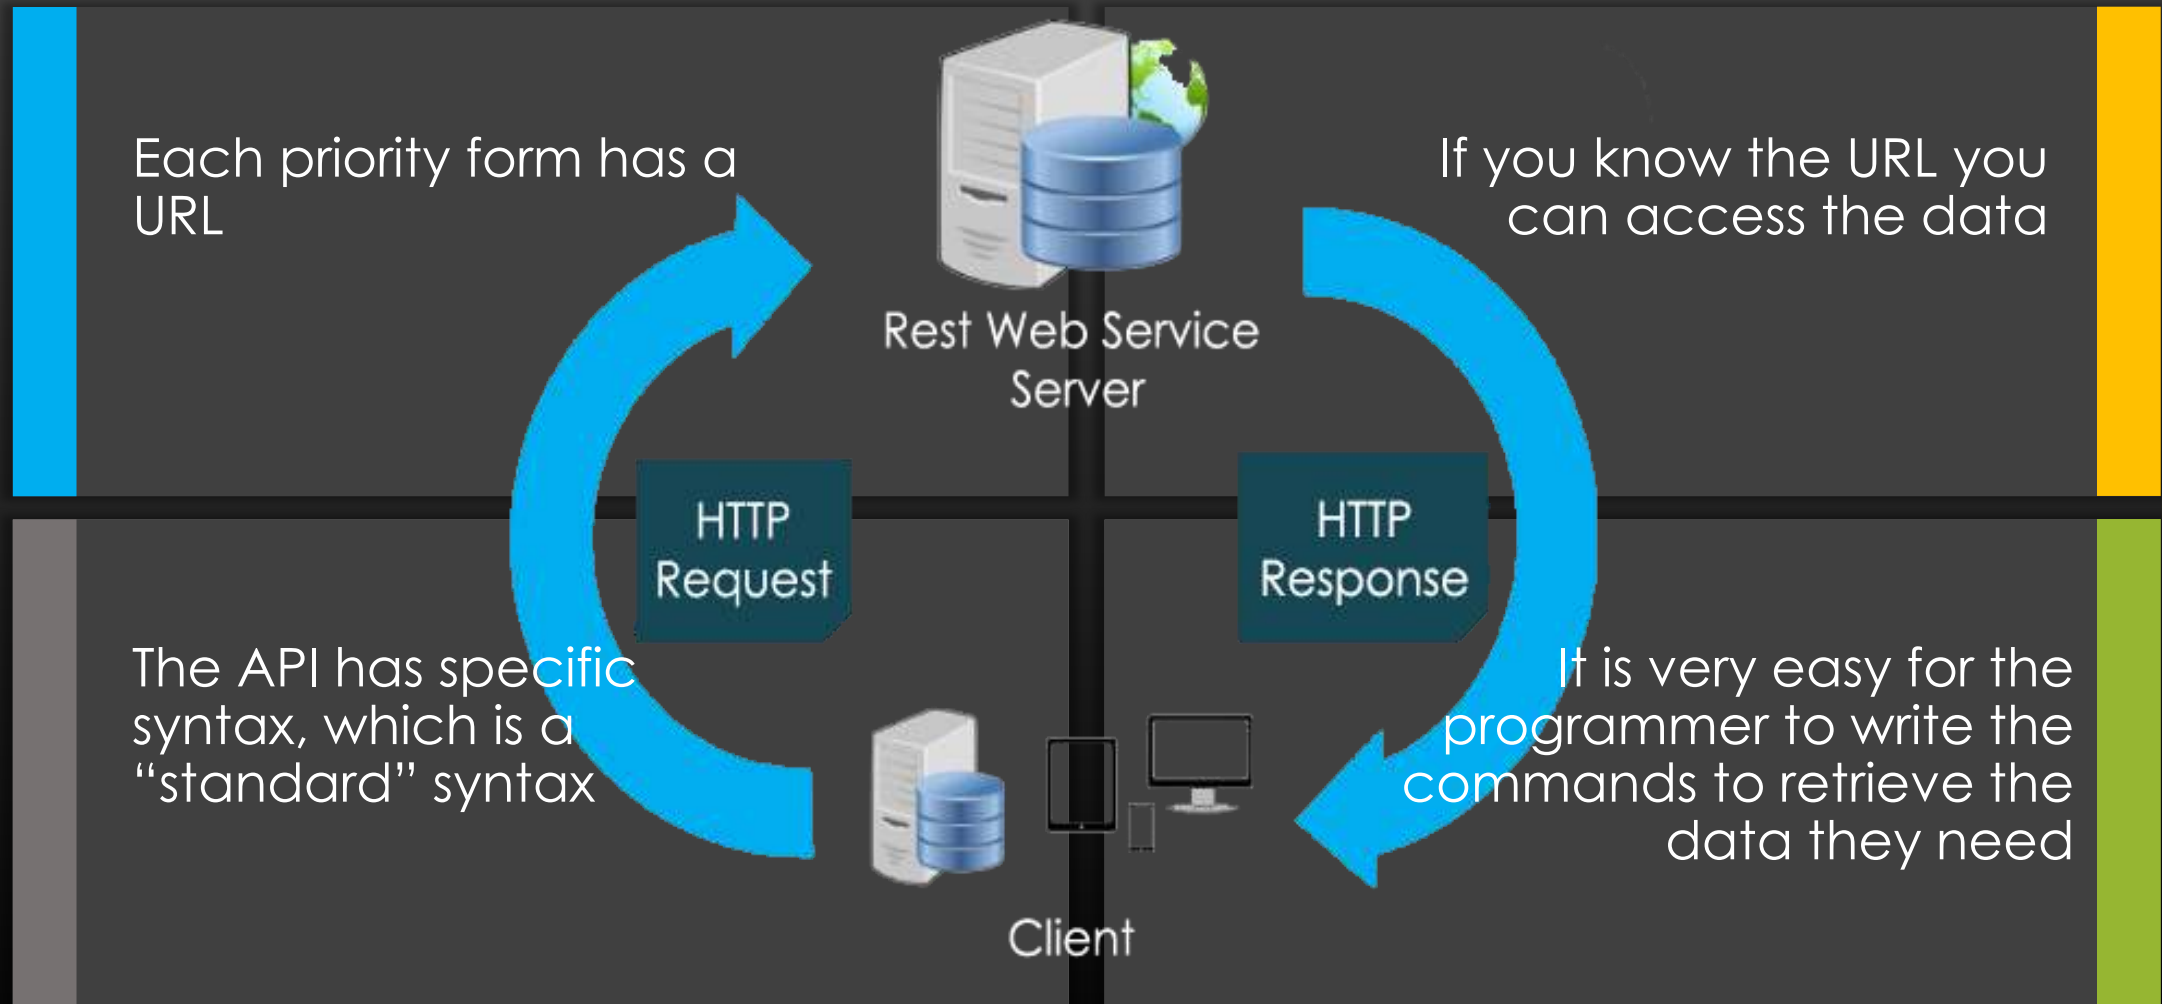 Each priority form has a
URL
If you know the URL you
can access the data
Rest Web Service
Server
HTTP
Request
HTTP
Response
The API has specific
syntax, which is a
“standard” syntax
It is very easy for the
programmer to write the
commands to retrieve the
data they need
Client